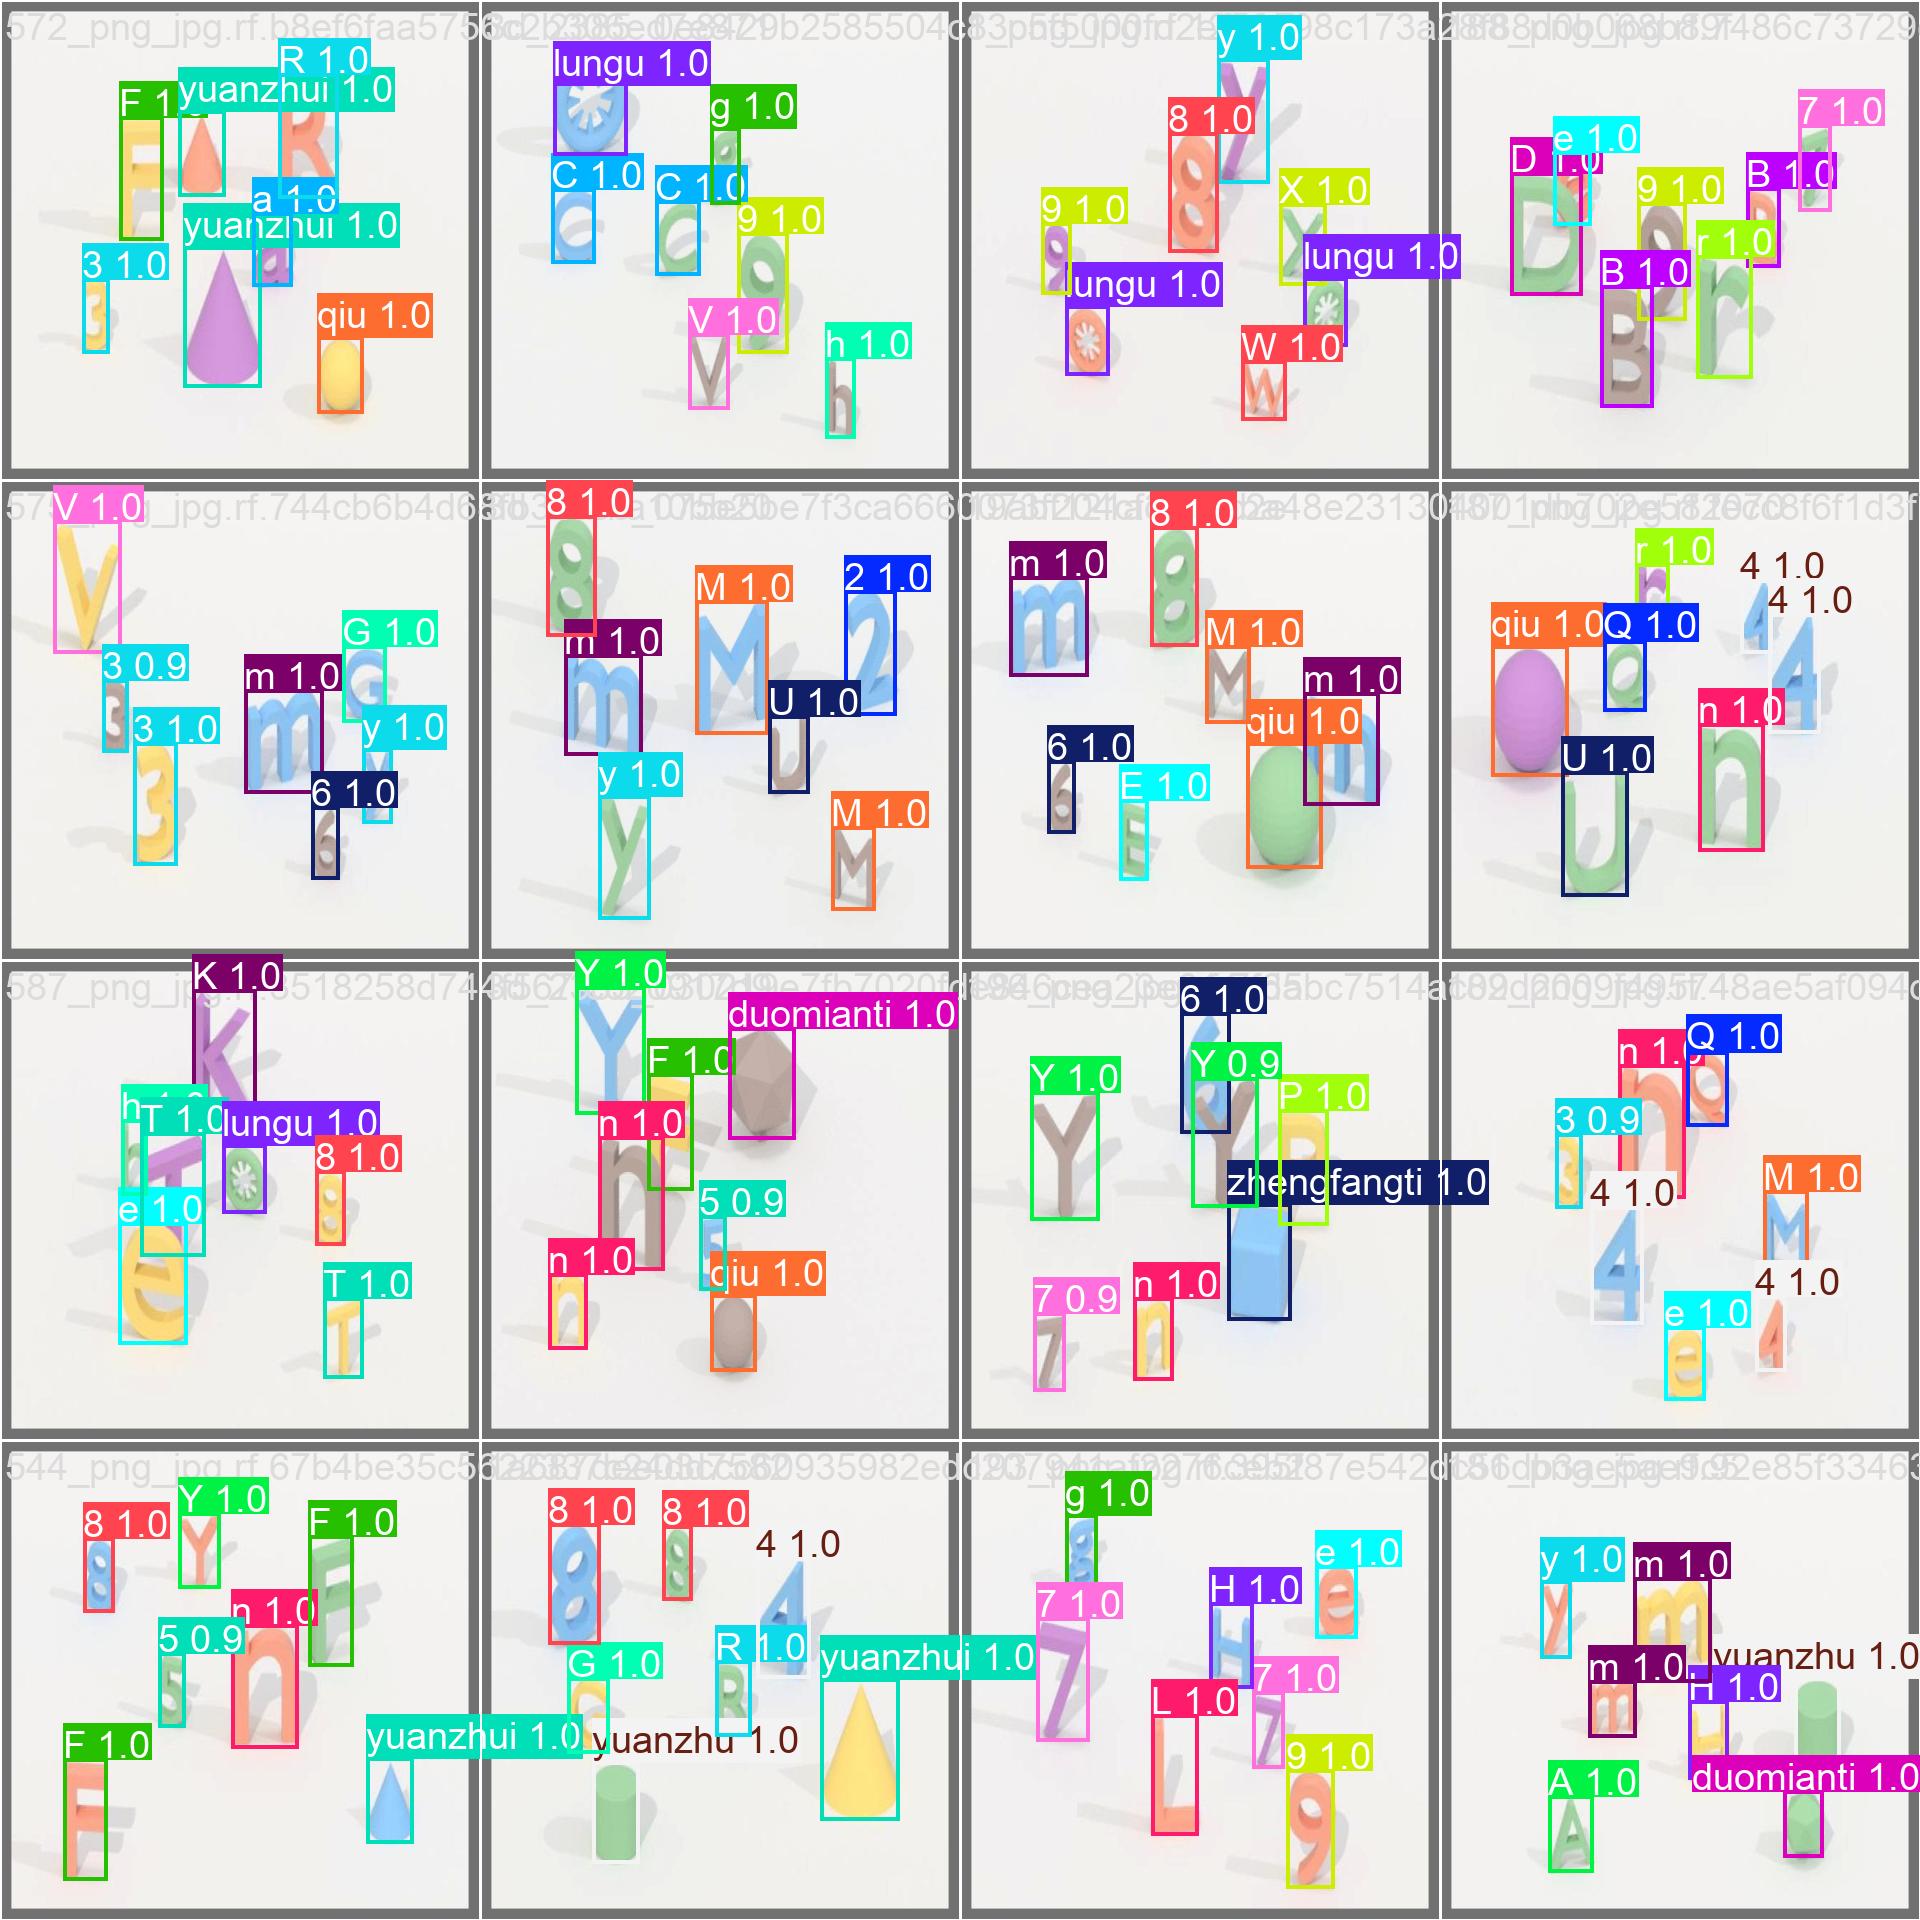 R 1.0
F 1.0
yuanzhui 1.0
a 1.0
yuanzhui 1.0
3 1.0
qiu 1.0
lungu 1.0
g 1.0
C 1.0
C 1.0
9 1.0
V 1.0
h 1.0
y 1.0
8 1.0
X 1.0
9 1.0
lungu 1.0
lungu 1.0
W 1.0
7 1.0
e 1.0
D 1.0
B 1.0
9 1.0
r 1.0
B 1.0
V 1.0
G 1.0
3 0.9
m 1.0
3 1.0
y 1.0
6 1.0
8 1.0
M 1.0
2 1.0
m 1.0
U 1.0
y 1.0
M 1.0
8 1.0
m 1.0
M 1.0
m 1.0
qiu 1.0
6 1.0
E 1.0
r 1.0
4 1.0
4 1.0
qiu 1.0
Q 1.0
n 1.0
U 1.0
K 1.0
T 1.0
lungu 1.0
8 1.0
e 1.0
T 1.0
Y 1.0
duomianti 1.0
F 1.0
n 1.0
5 0.9
n 1.0
qiu 1.0
6 1.0
Y 1.0
Y 0.9
P 1.0
zhengfangti 1.0
7 0.9
n 1.0
n 1.0
Q 1.0
3 0.9
4 1.0
M 1.0
4 1.0
e 1.0
8 1.0
Y 1.0
F 1.0
n 1.0
5 0.9
F 1.0
yuanzhui 1.0
8 1.0
8 1.0
4 1.0
G 1.0
R 1.0
yuanzhui 1.0
yuanzhu 1.0
g 1.0
e 1.0
7 1.0
H 1.0
L 1.0
7 1.0
9 1.0
y 1.0
m 1.0
m 1.0
yuanzhu 1.0
H 1.0
A 1.0
duomianti 1.0